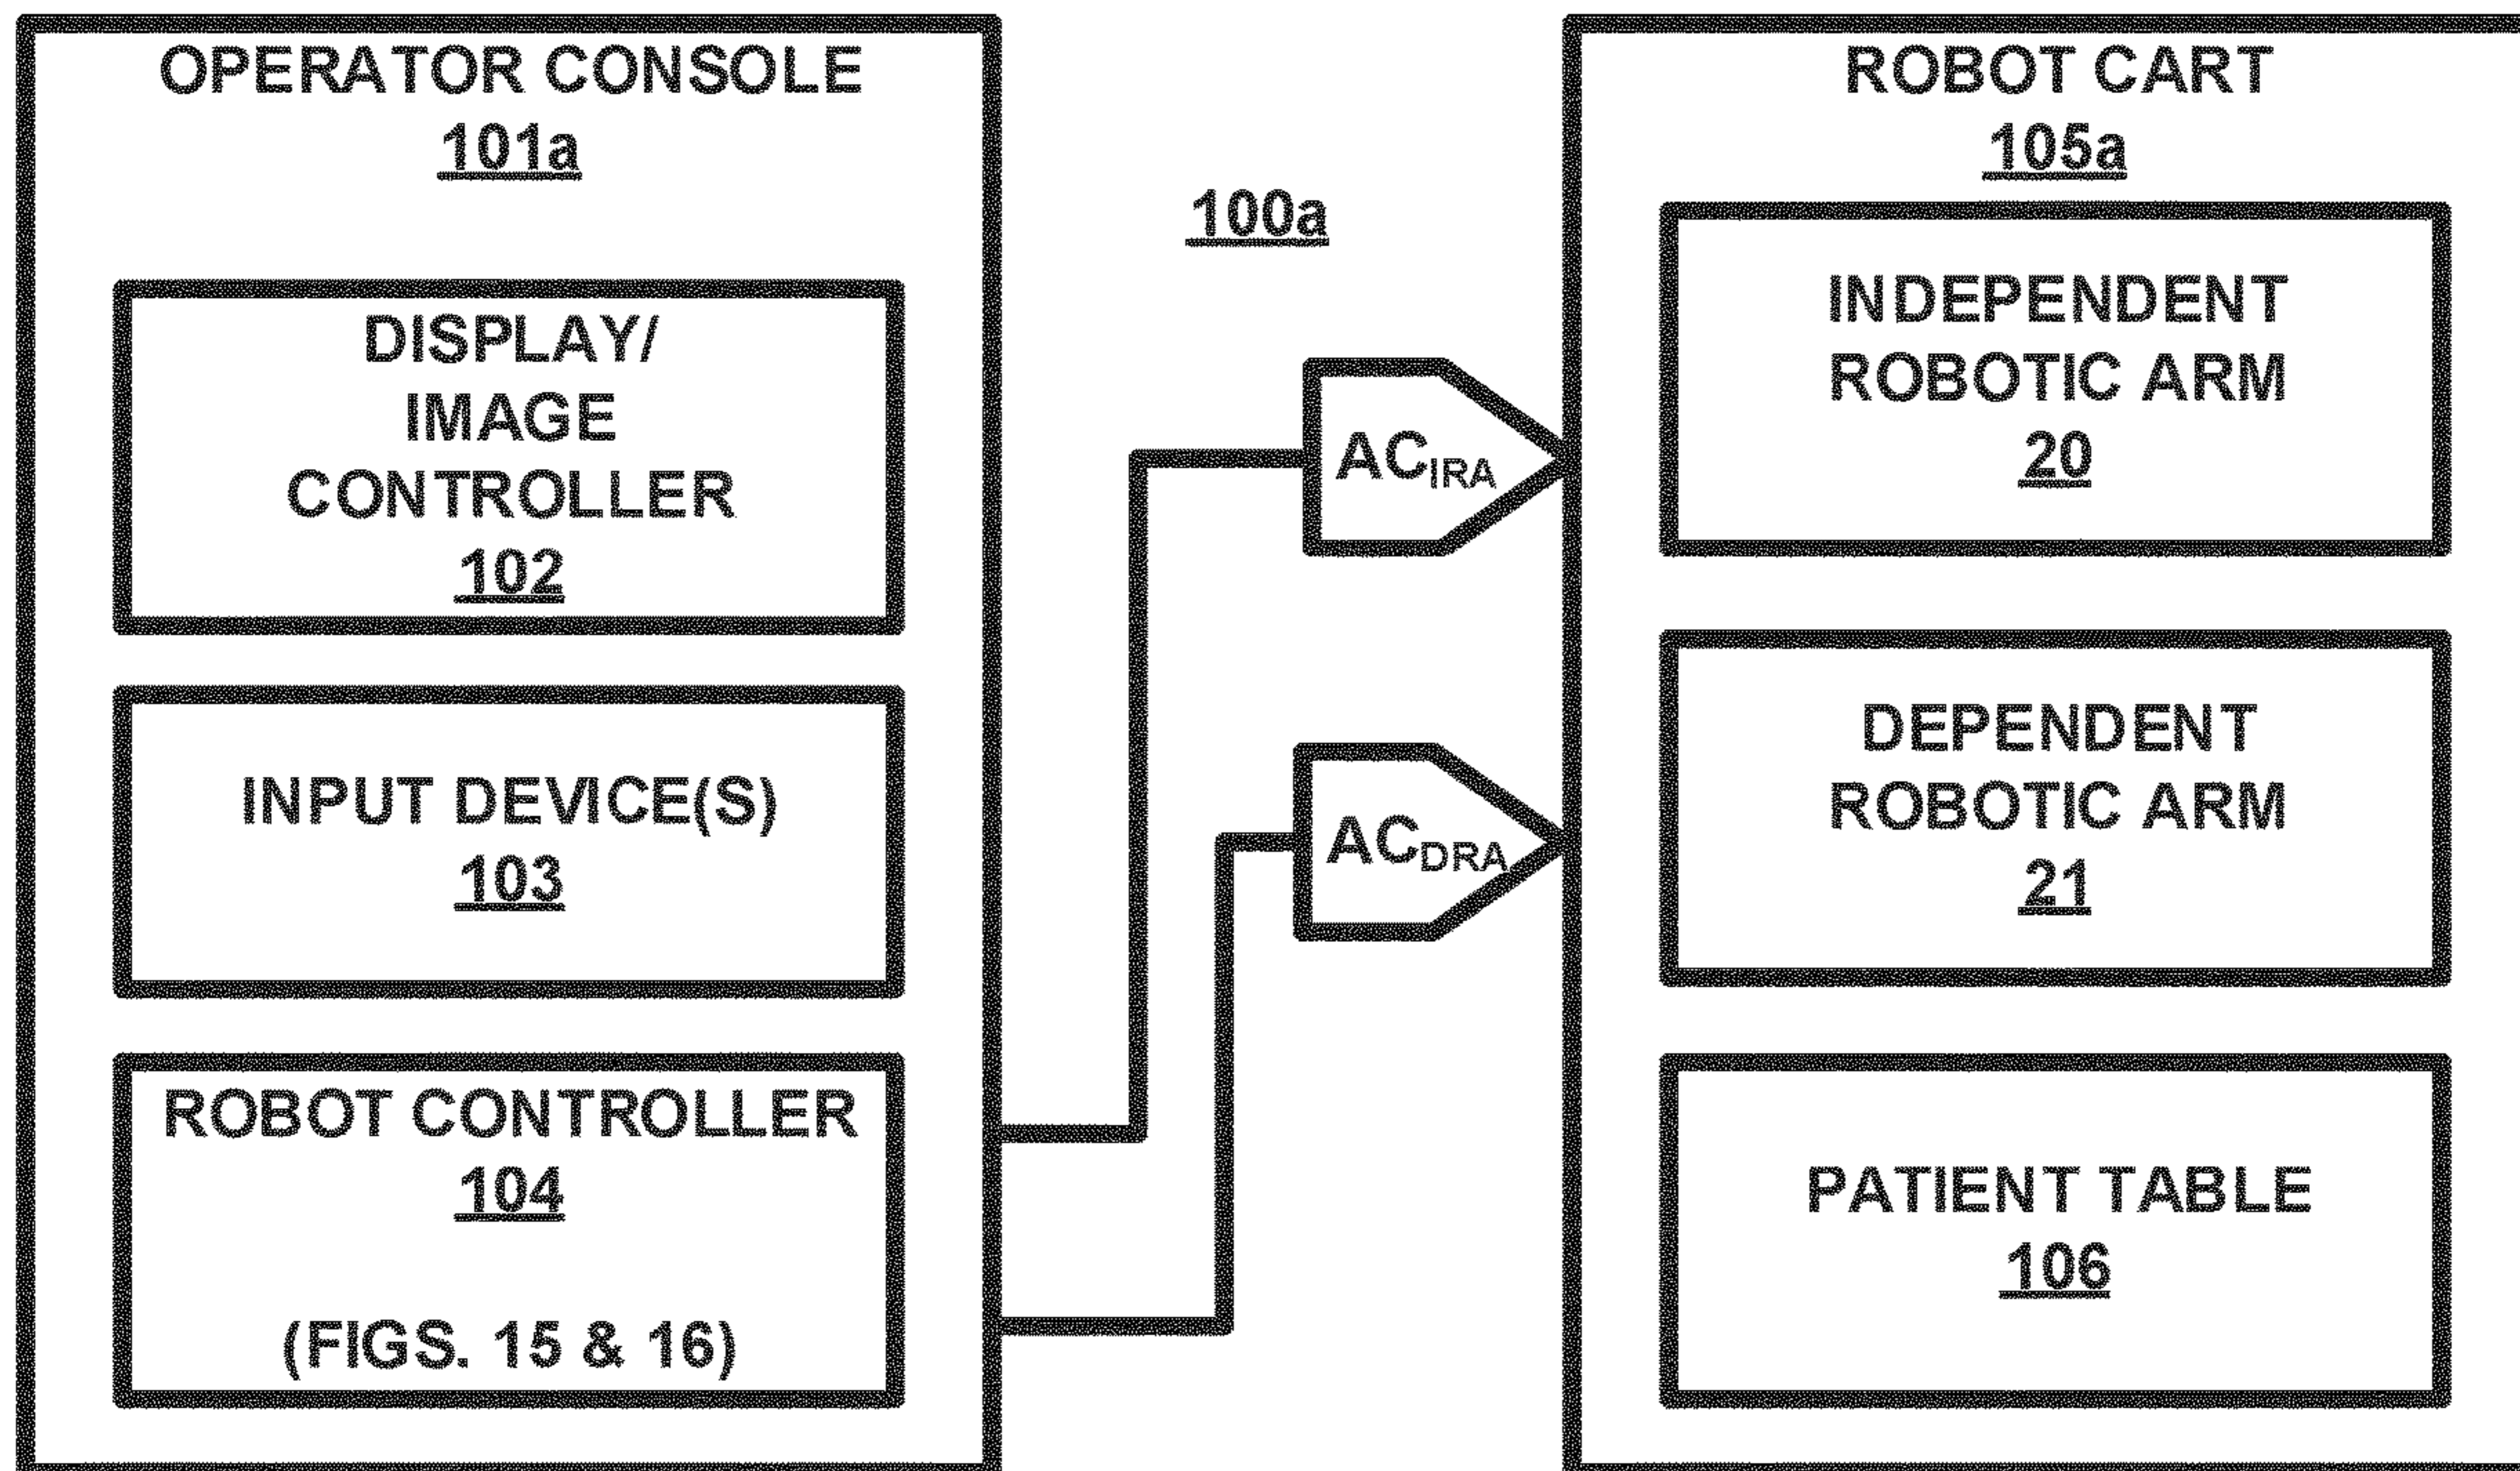 OPERATOR CONSOLE
101a
DISPLAY/
IMAGE
CONTROLLER
102
INPUT DEVICE(S)
103
ROBOT CONTROLLER
104
(FIGS. 15 & 16)
100a
ACIRA
ACDRA
ROBOT CART
105a
INDEPENDENT
ROBOTIC ARM
20
DEPENDENT
ROBOTIC ARM
21
PATIENT TABLE
106